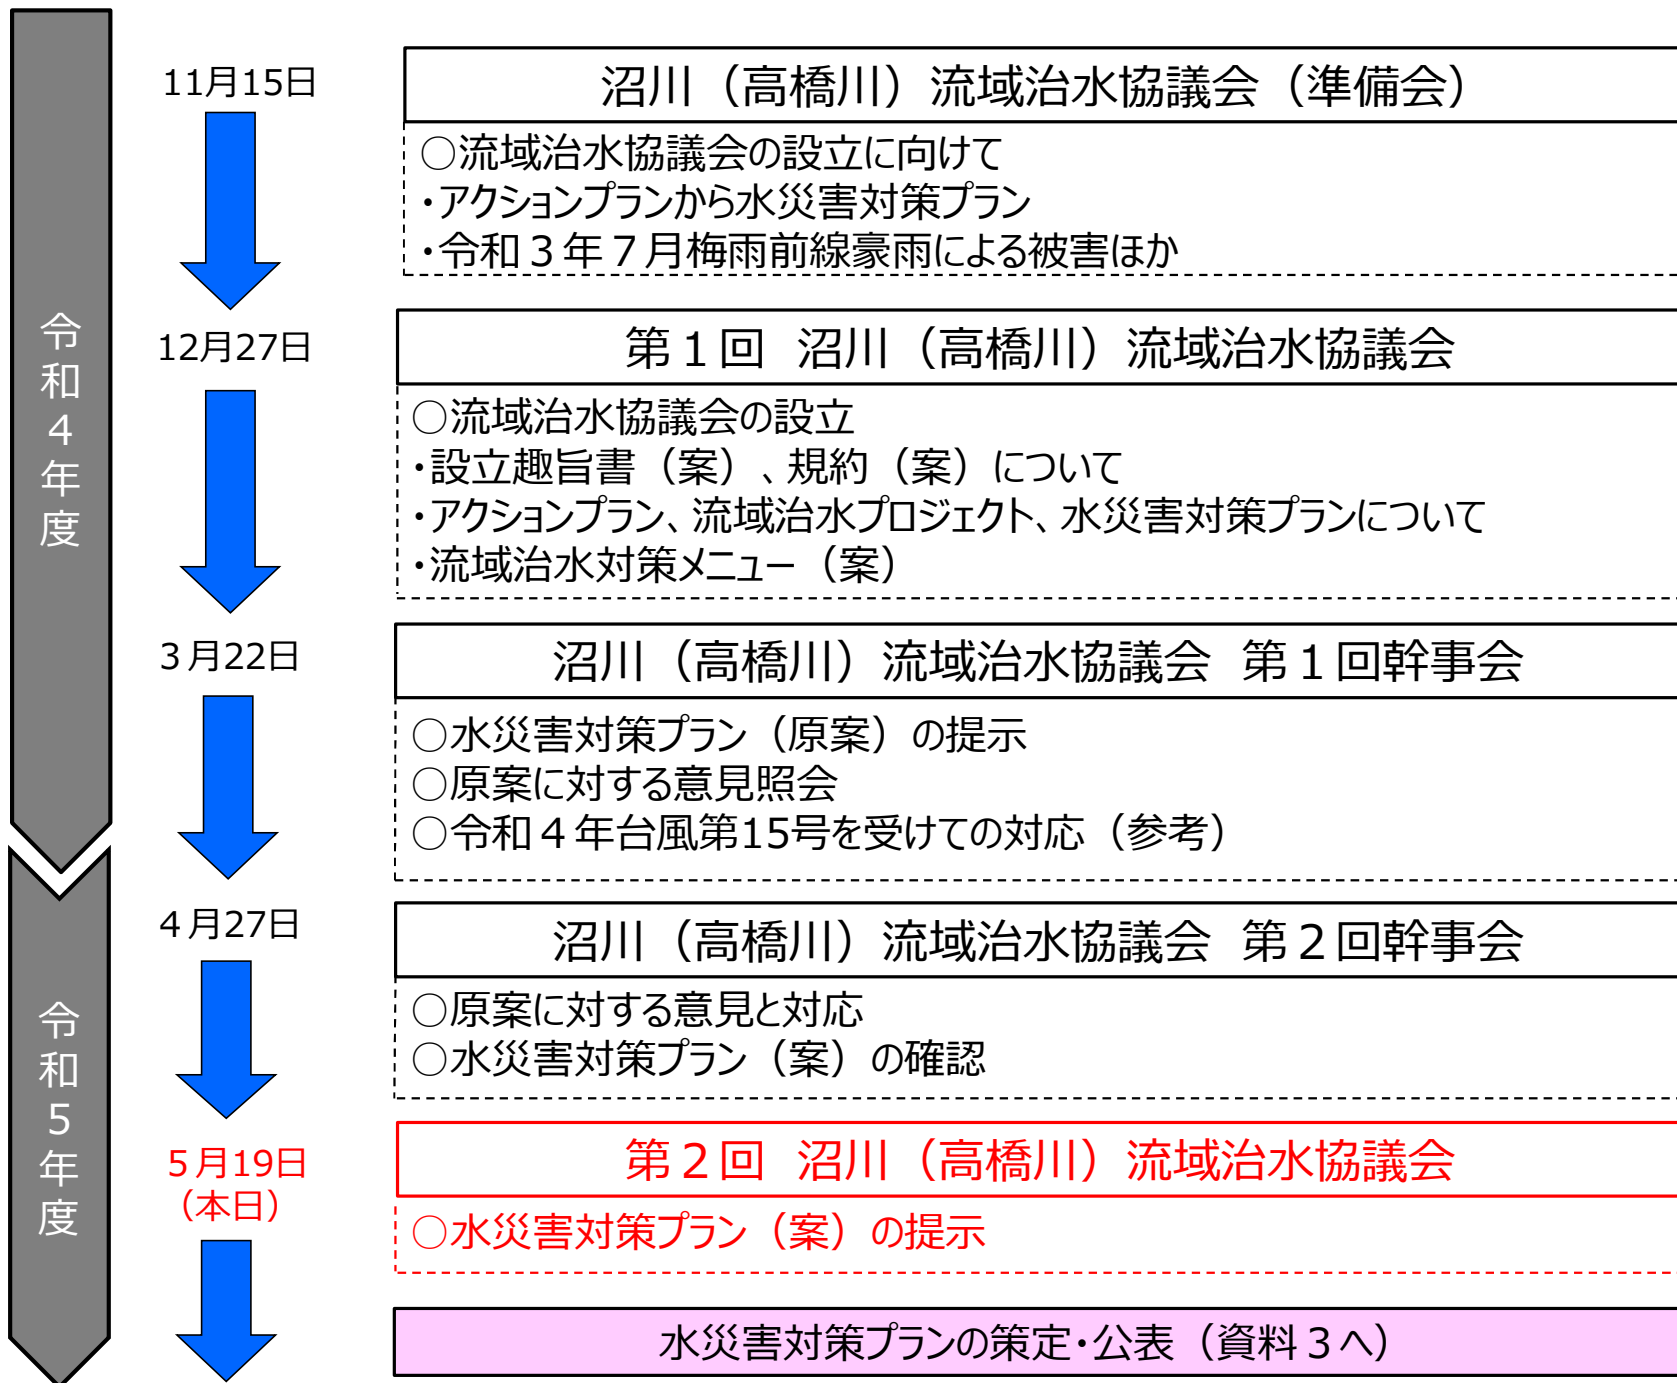 令和４年度
11月15日
沼川（高橋川）流域治水協議会（準備会）
○流域治水協議会の設立に向けて
・アクションプランから水災害対策プラン
・令和３年７月梅雨前線豪雨による被害ほか
12月27日
第１回 沼川（高橋川）流域治水協議会
○流域治水協議会の設立
・設立趣旨書（案）、規約（案）について
・アクションプラン、流域治水プロジェクト、水災害対策プランについて
・流域治水対策メニュー（案）
３月22日
沼川（高橋川）流域治水協議会 第１回幹事会
○水災害対策プラン（原案）の提示
○原案に対する意見照会
○令和４年台風第15号を受けての対応（参考）
令和５年度
４月27日
沼川（高橋川）流域治水協議会 第２回幹事会
○原案に対する意見と対応
○水災害対策プラン（案）の確認
５月19日
（本日）
第２回 沼川（高橋川）流域治水協議会
○水災害対策プラン（案）の提示
水災害対策プランの策定・公表（資料３へ）